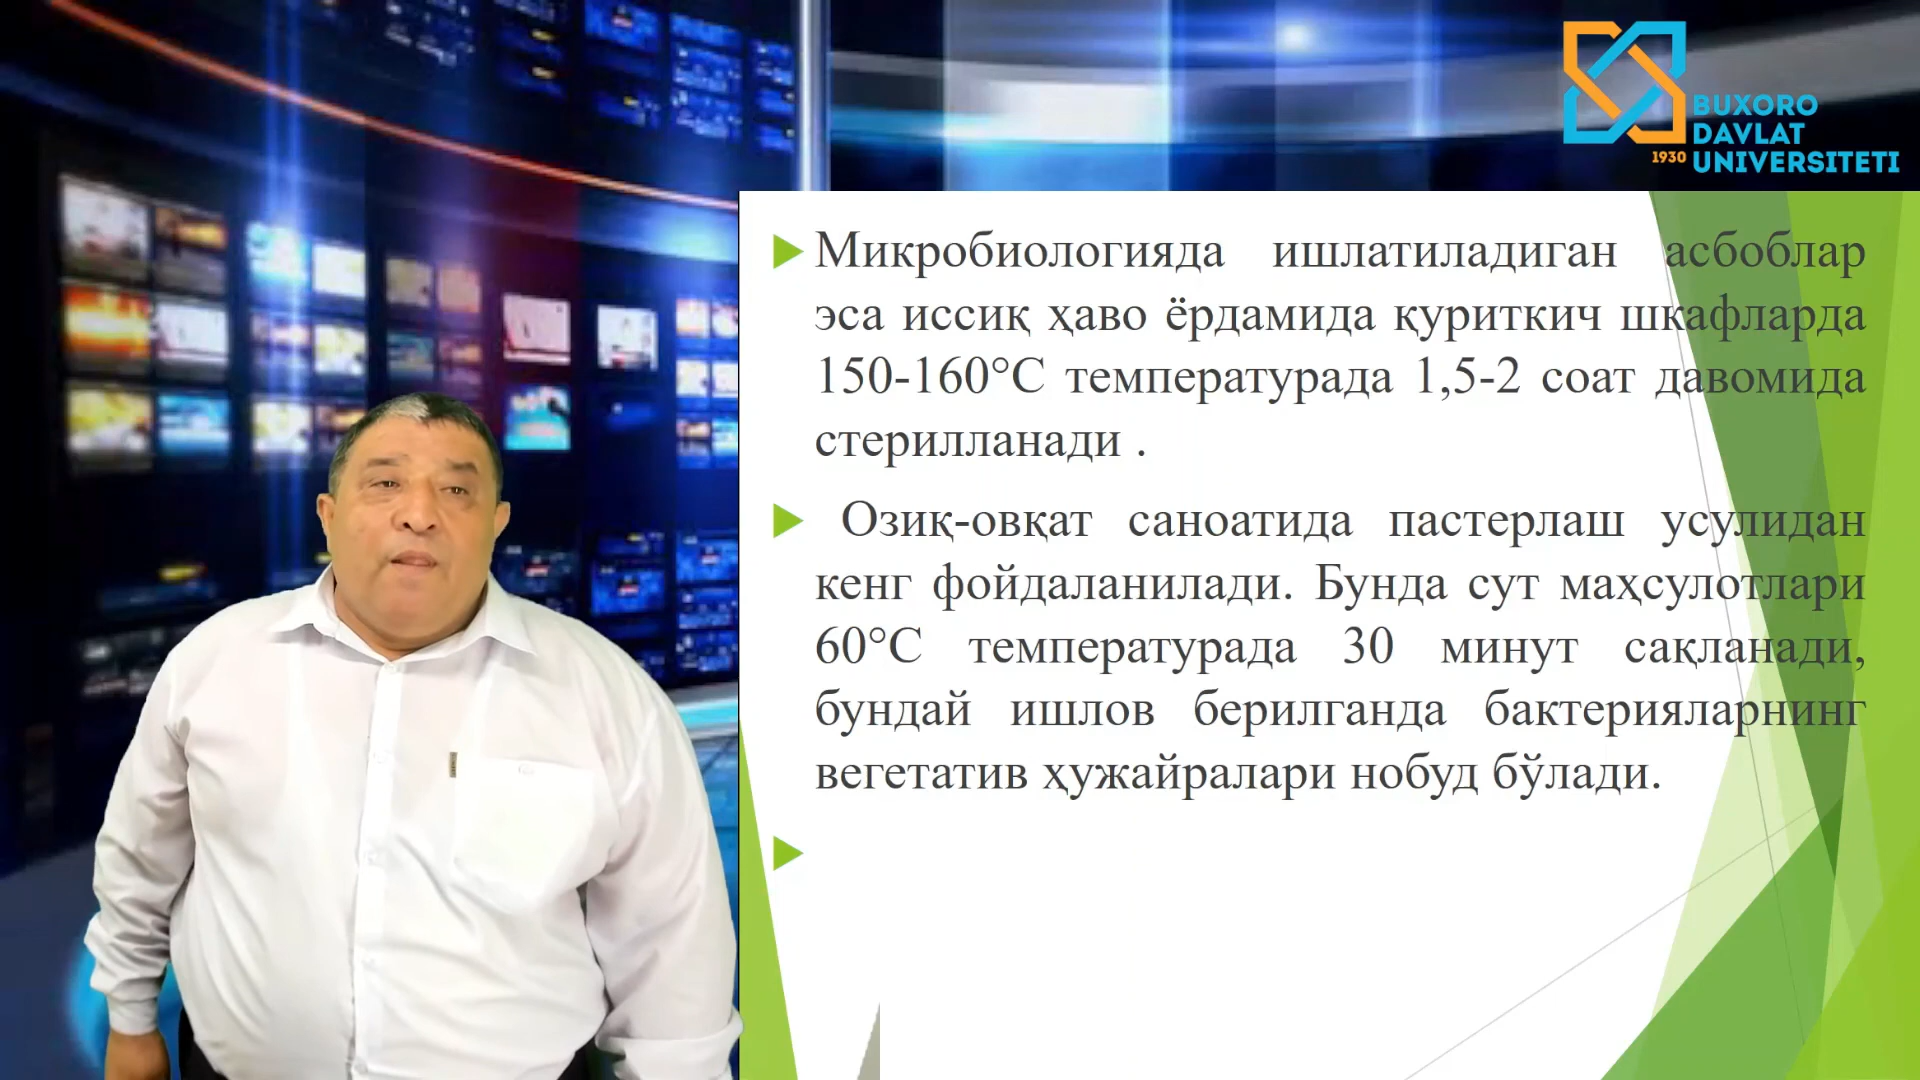 BUXORO
DAVLAT
1930 UNIVERSITETI
Микробиологияда ишлатиладиган асбоблар
эса иссиқ ҳаво ёрдамида қуриткич шкафларда
150-160°С температурада 1,5-2 соат давомида
стерилланади .
Озиқ-овқат саноатида пастерлаш усулидан
кенг фойдаланилади. Бунда сут маҳсулотлари
60°С температурада 30 минут сақланади,
бундай ишлов берилганда бактерияларнинг
вегетатив ҳужайралари нобуд бўлади.